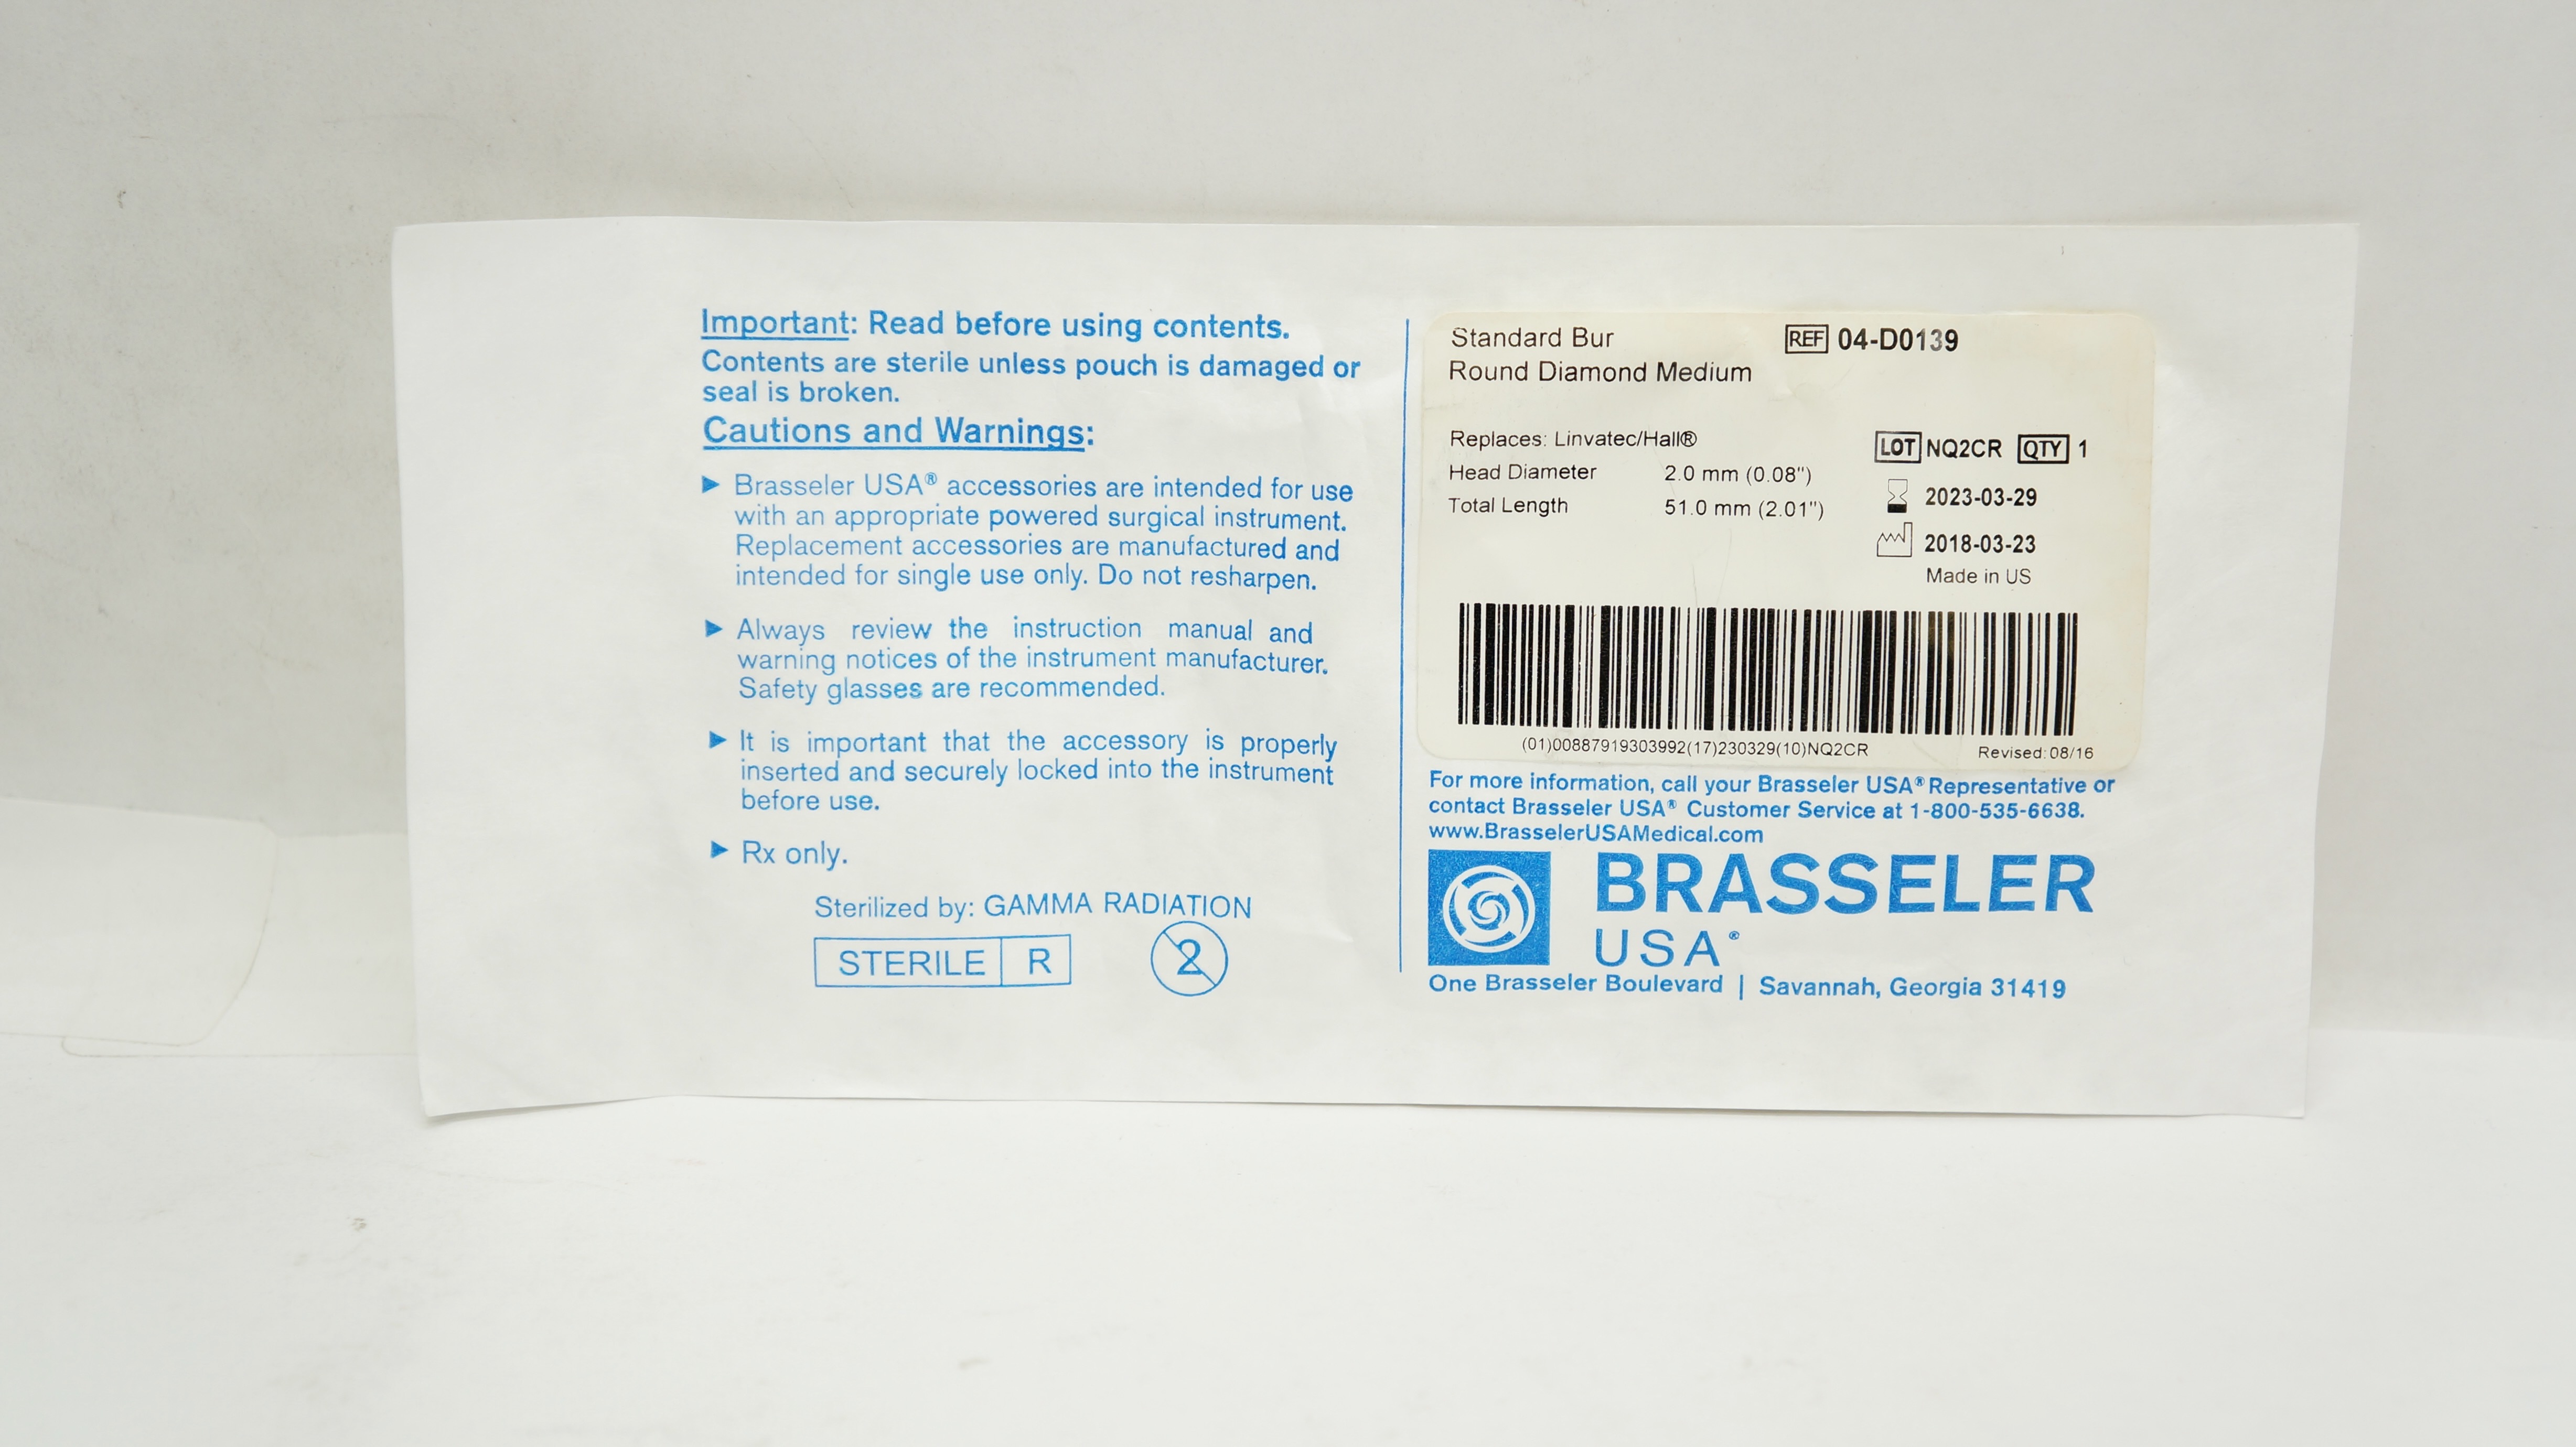 Important: Read before using contents.
Contents are sterile unless pouch is damaged or
seal is broken.
Cautions and Warnings:
► Brasseler USA® accessories are intended for use
with an appropriate powered surgical instrument.
Replacement accessories are manufactured and
intended for single use only. Do not resharpen.
► Always review the instruction manual and
warning notices of the instrument manufacturer.
Safety glasses are recommended.
► It is important that the accessory is properly
inserted and securely locked into the instrument
before use.
► Rx only.
Sterilized by: GAMMA RADIATION
STERILE R 2
Standard Bur REF 04-D0139
Round Diamond Medium
Replaces: Linvatec/Hall®
Head Diameter 2.0 mm (0.08")
Total Length 51.0 mm (2.01")
LOT NQ2CR QTY 1
2023-03-29
2018-03-23
Made in US
(01)00887919303992(17)230329(10)NQ2CR Revised: 08/16
For more information, call your Brasseler USA® Representative or
contact Brasseler USA® Customer Service at 1-800-535-6638.
www.BrasselerUSAMedical.com
BRASSELER
USA®
One Brasseler Boulevard | Savannah, Georgia 31419